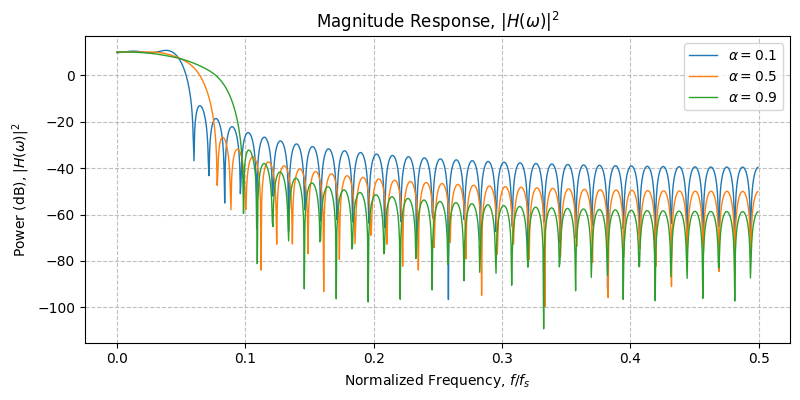 Magnitude Response, |H(ω)|²
α = 0.1
α = 0.5
α = 0.9
Power (dB), |H(ω)|²
0
−20
−40
−60
−80
−100
0.0 0.1 0.2 0.3 0.4 0.5
Normalized Frequency, f/fₛ